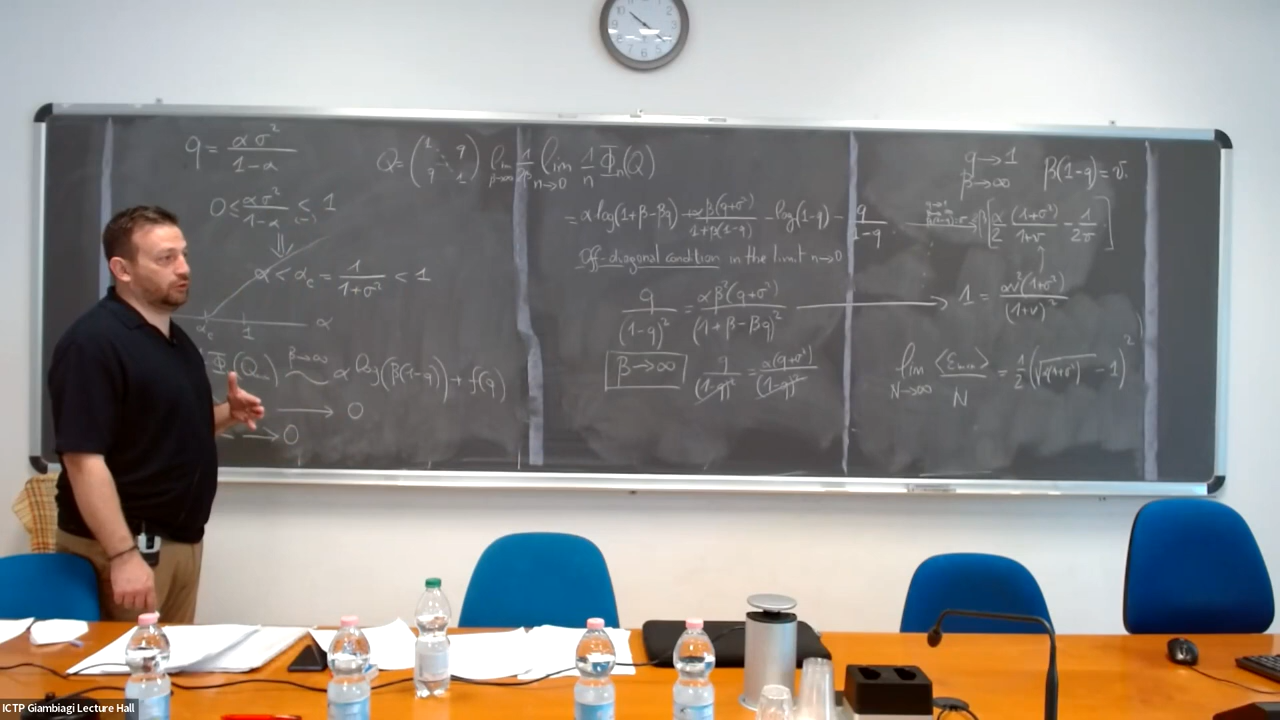 q = ασ² / (1-α)
0 ≤ ασ² / (1-α) < 1
⇓
α < α_c = 1 / (1+σ²) < 1
α_c 1 α
Φ(Q) ~ α log(β(1-q)) + f(q)
β→∞
→ 0
→ 0
Q = (1 q q 1) lim_{β→∞} 1/2β lim_{n→0} 1/n Φ_n(Q)
= α log(1+β-βq) + αβ(q+σ²) / (1+β(1-q)) - log(1-q) - q / (1-q)
Off-diagonal condition in the limit n→0
q / (1-q)² = αβ²(q+σ²) / (1+β-βq)²
β→∞ q / (1-q)² = α(q+σ²) / (1-q)²
q→1
β→∞ β(1-q) = v.
β[ α/2 (1+σ²) / (1+v) - 1 / 2v ]
1 = αv²(1+σ²) / (1+v)²
lim_{N→∞} <E_min> / N = 1/2 (√α(1+σ²) - 1)²
ICTP Giambiagi Lecture Hall